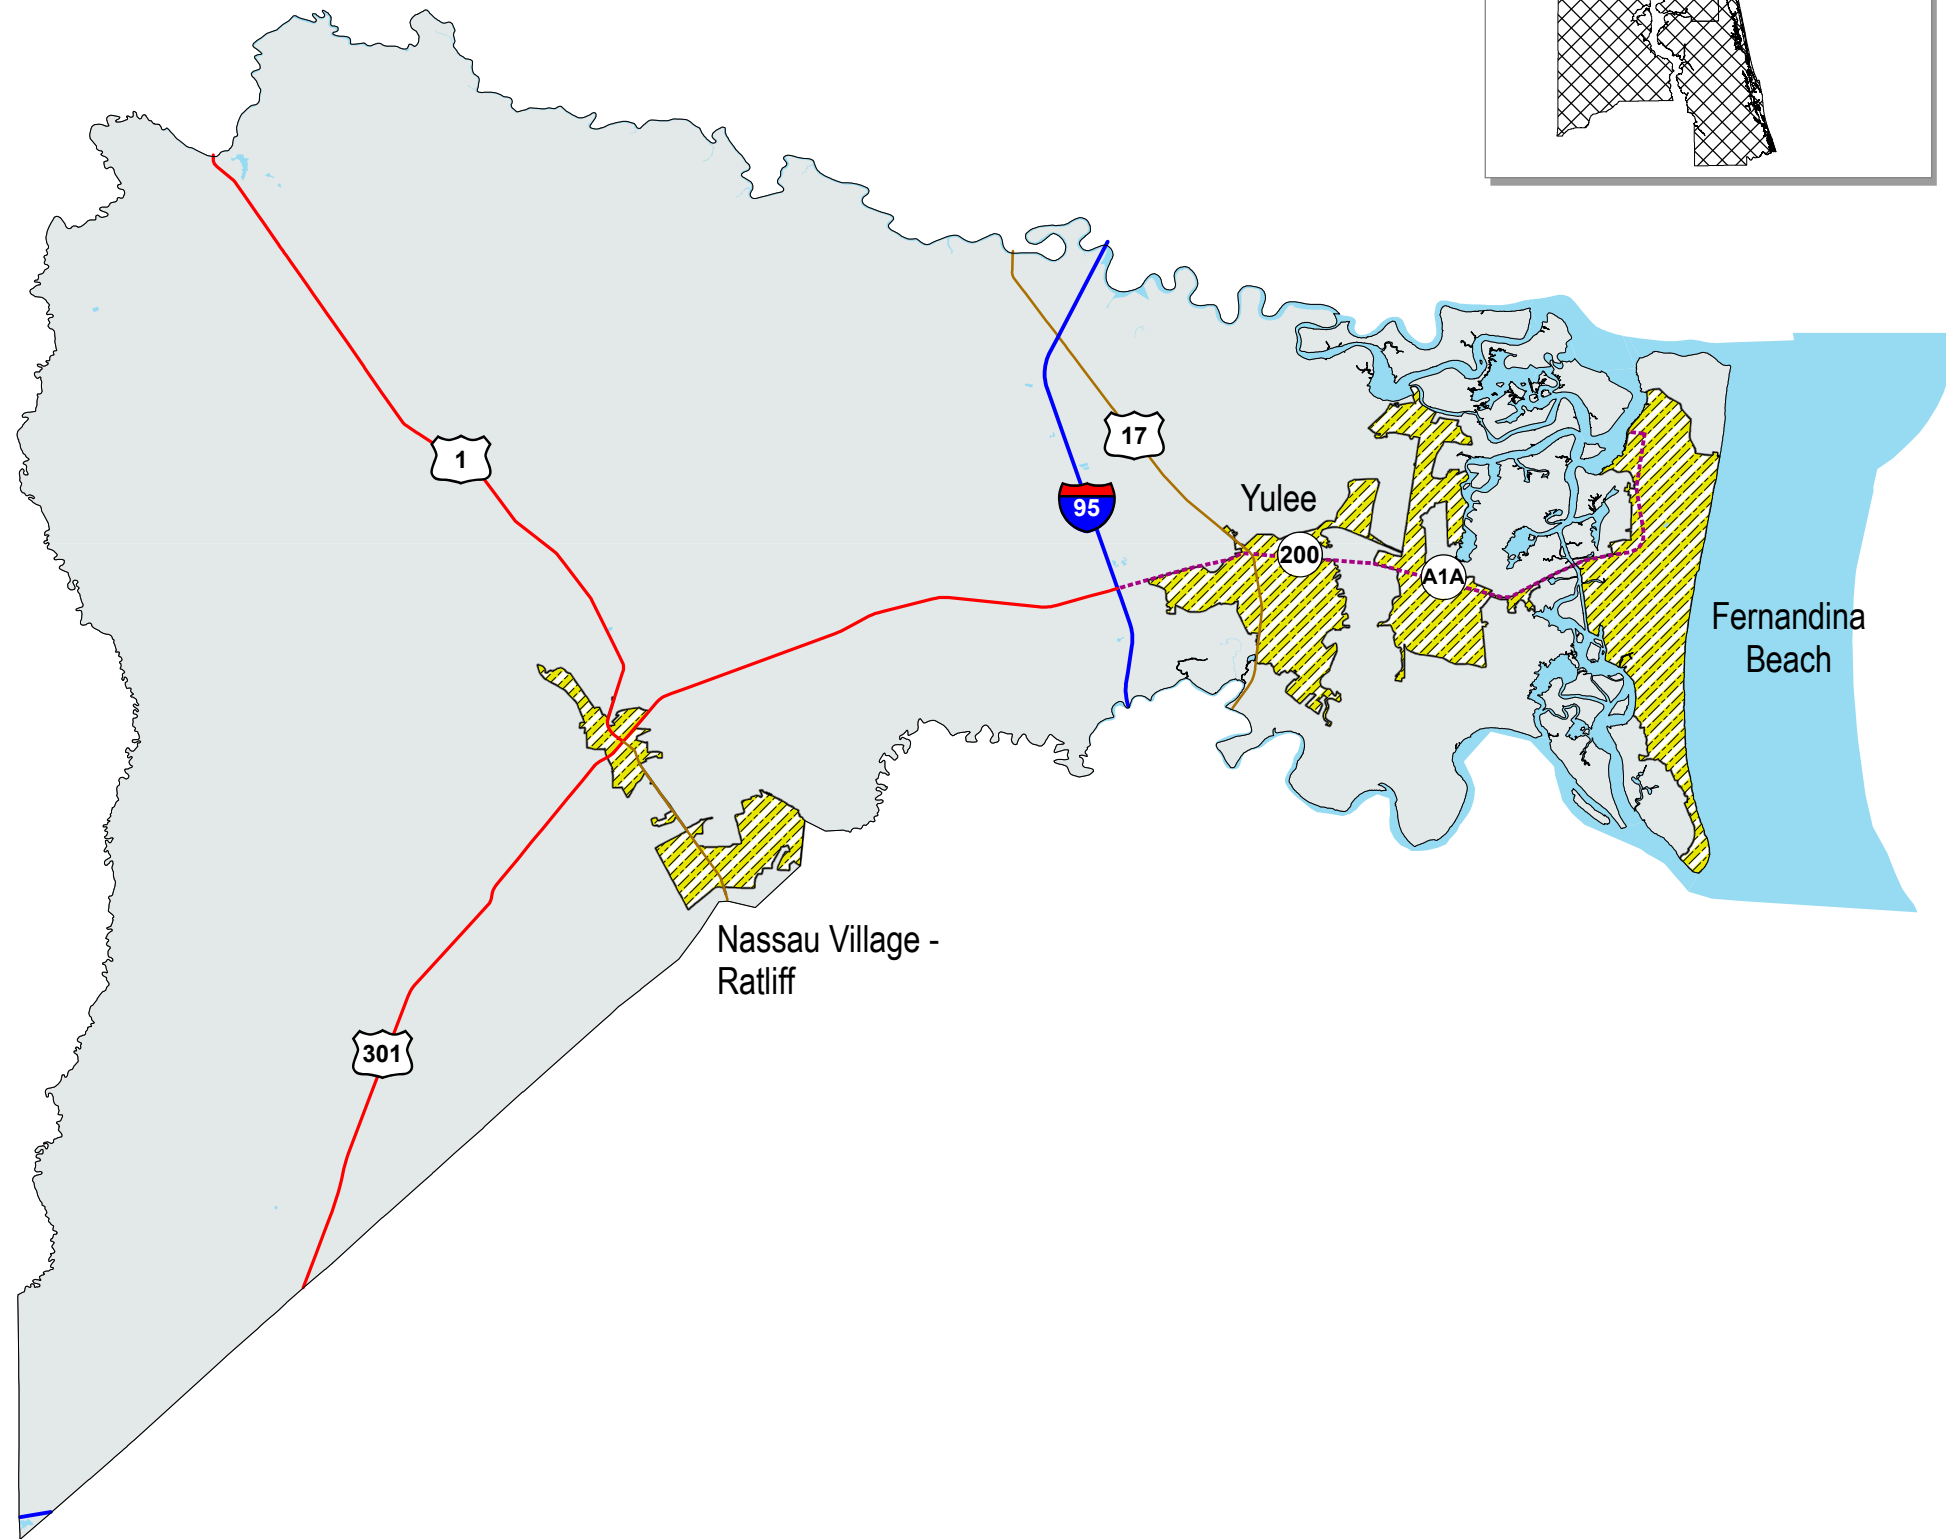 1
17
95
Yulee
200
A1A
Fernandina
Beach
Nassau Village -
Ratliff
301